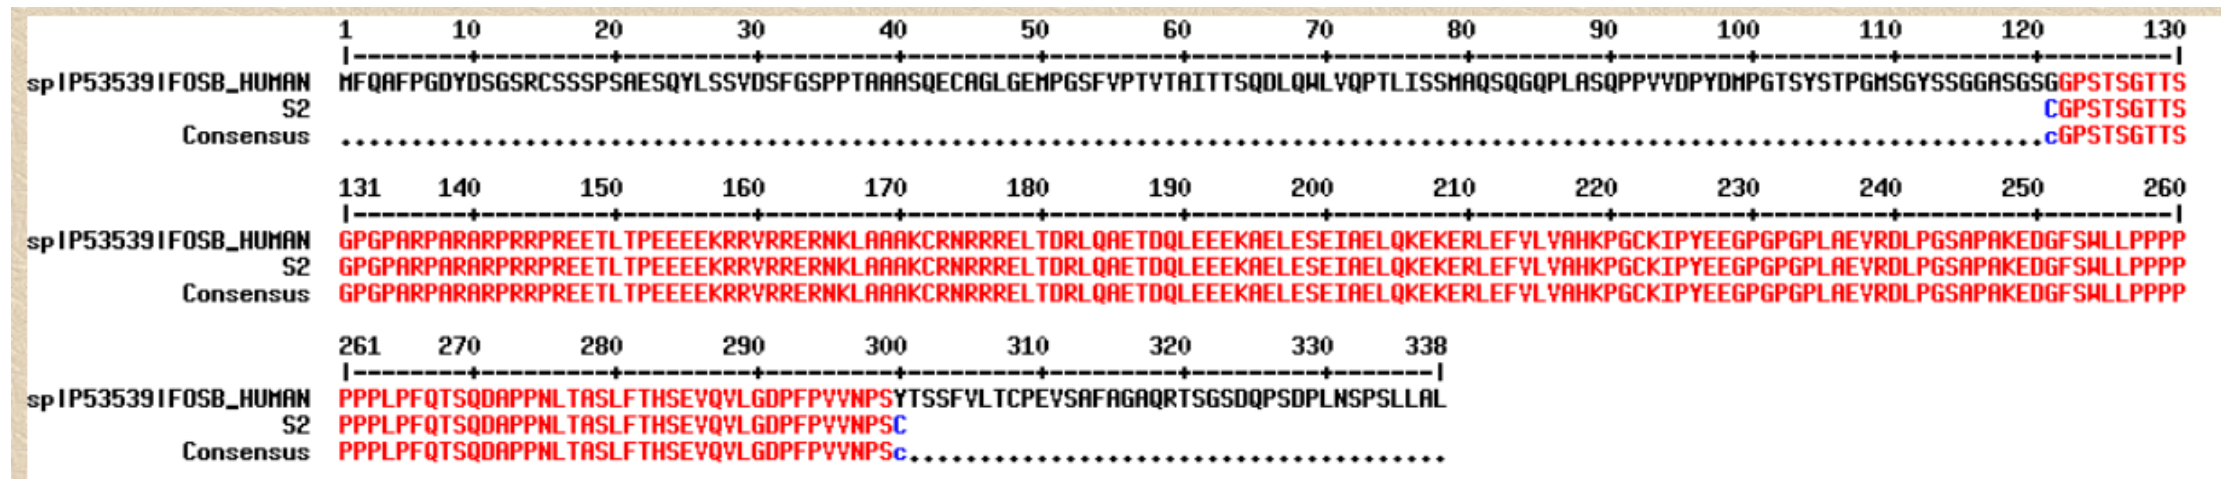 1 10 20 30 40 50 60 70 80 90 100 110 120 130
|--------+---------+---------+---------+---------+---------+---------+---------+---------+---------+---------+---------+---------|
sp|P53539|FOSB_HUMAN MFQAFPGDYDSGSRCSSSPSAESQYLSSVDSFGSPPTAAASQECAGLGEMPGSFVPTVTAITTSQDLQWLVQPTLISSMAQSQGQPLASQPPVVDPYDMPGTSYSTPGMSGYSSGGASGSGGPSTSGTTS
S2 CGPSTSGTTS
Consensus ........................................................................................................................cGPSTSGTTS
131 140 150 160 170 180 190 200 210 220 230 240 250 260
|--------+---------+---------+---------+---------+---------+---------+---------+---------+---------+---------+---------+---------|
sp|P53539|FOSB_HUMAN GPGPARPARARPRRPREETLTPEEEEKRRVRRERNKLAAAKCRNRRRELTDRLQAETDQLEEEKAELESEIAELQKEKERLEFVLVAHKPGCKIPYEEGPGPGPLAEVRDLPGSAPAKEDGFSWLLPPPP
S2 GPGPARPARARPRRPREETLTPEEEEKRRVRRERNKLAAAKCRNRRRELTDRLQAETDQLEEEKAELESEIAELQKEKERLEFVLVAHKPGCKIPYEEGPGPGPLAEVRDLPGSAPAKEDGFSWLLPPPP
Consensus GPGPARPARARPRRPREETLTPEEEEKRRVRRERNKLAAAKCRNRRRELTDRLQAETDQLEEEKAELESEIAELQKEKERLEFVLVAHKPGCKIPYEEGPGPGPLAEVRDLPGSAPAKEDGFSWLLPPPP
261 270 280 290 300 310 320 330 338
|--------+---------+---------+---------+---------+---------+---------+-------|
sp|P53539|FOSB_HUMAN PPPLPFQTSQDAPPNLTASLFTHSEVQVLGDPFPVVNPSYTSSFVLTCPEVSAFAGAQRTSGSDQPSDPLNSPSLLAL
S2 PPPLPFQTSQDAPPNLTASLFTHSEVQVLGDPFPVVNPSC
Consensus PPPLPFQTSQDAPPNLTASLFTHSEVQVLGDPFPVVNPSc......................................